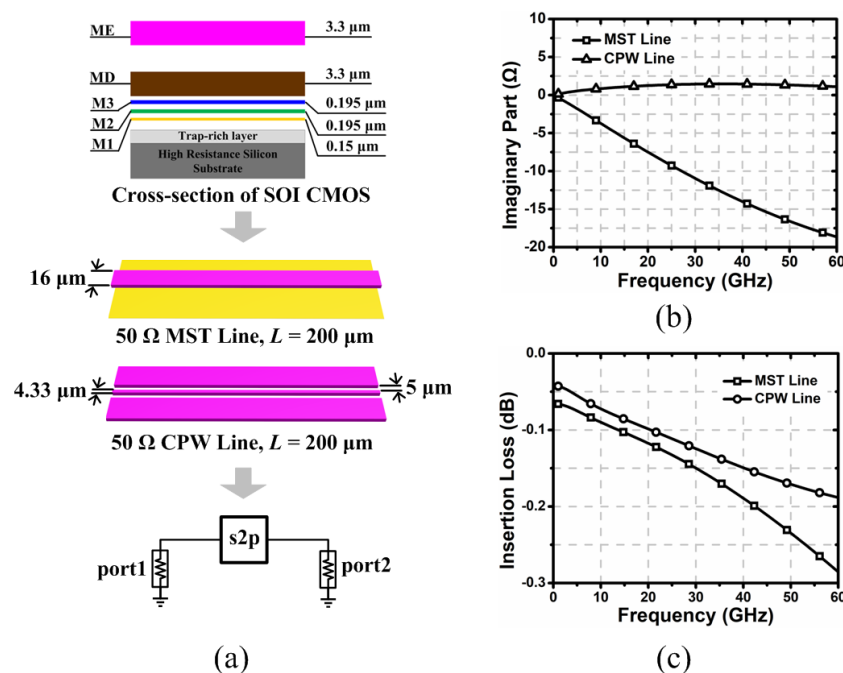 ME
3.3 µm
MD
3.3 µm
M3
0.195 µm
M2
0.195 µm
M1
0.15 µm
Trap-rich layer
High Resistance Silicon
Substrate
Cross-section of SOI CMOS
16 µm
50 Ω MST Line, L = 200 µm
4.33 µm
5 µm
50 Ω CPW Line, L = 200 µm
s2p
port1
port2
(a)
Imaginary Part (Ω)
10
5
0
-5
-10
-15
-20
MST Line
CPW Line
0 10 20 30 40 50 60
Frequency (GHz)
(b)
Insertion Loss (dB)
0.0
-0.1
-0.2
-0.3
MST Line
CPW Line
0 10 20 30 40 50 60
Frequency (GHz)
(c)